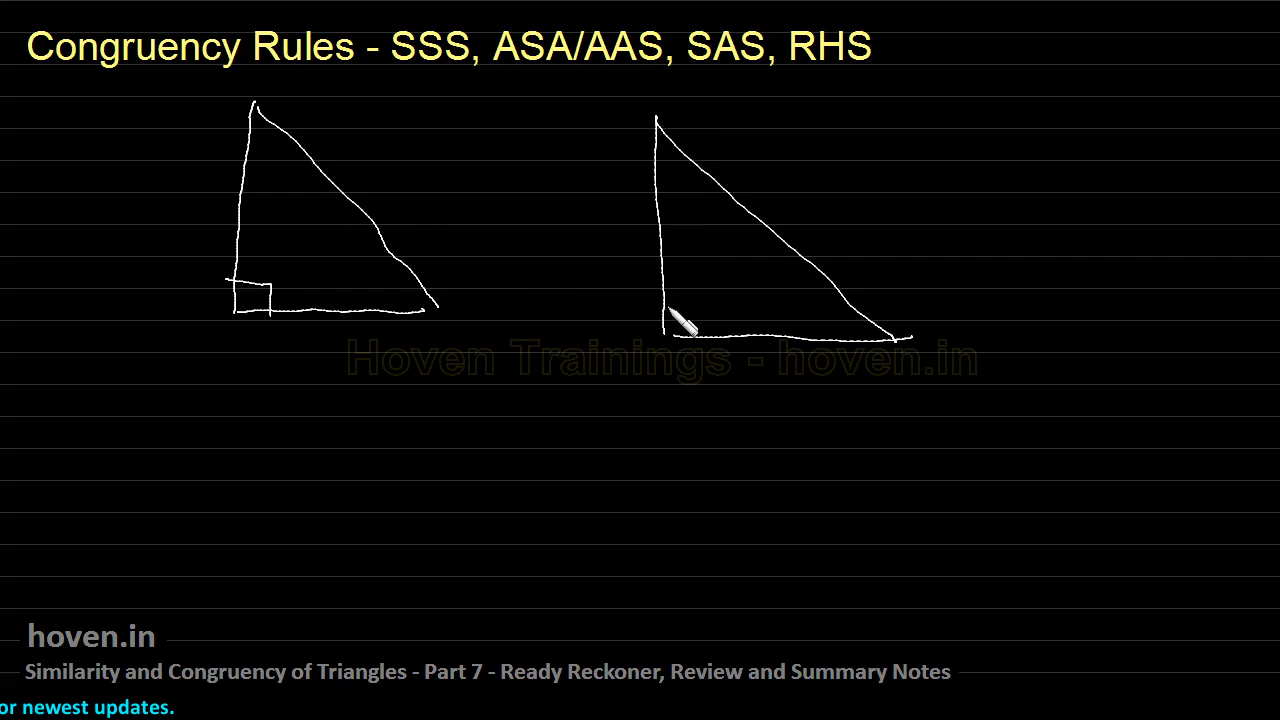 Congruency Rules - SSS, ASA/AAS, SAS, RHS
Hoven Trainings - hoven.in
hoven.in
Similarity and Congruency of Triangles - Part 7 - Ready Reckoner, Review and Summary Notes
or newest updates.